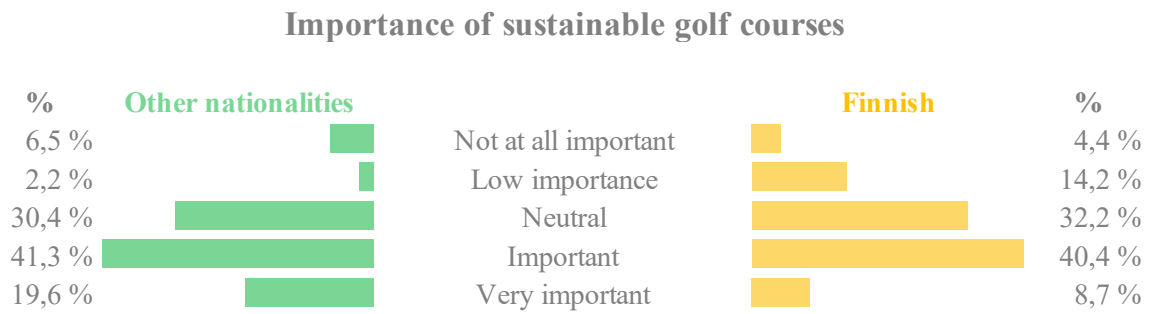 Importance of sustainable golf courses
% Other nationalities Finnish %
6,5 % Not at all important 4,4 %
2,2 % Low importance 14,2 %
30,4 % Neutral 32,2 %
41,3 % Important 40,4 %
19,6 % Very important 8,7 %